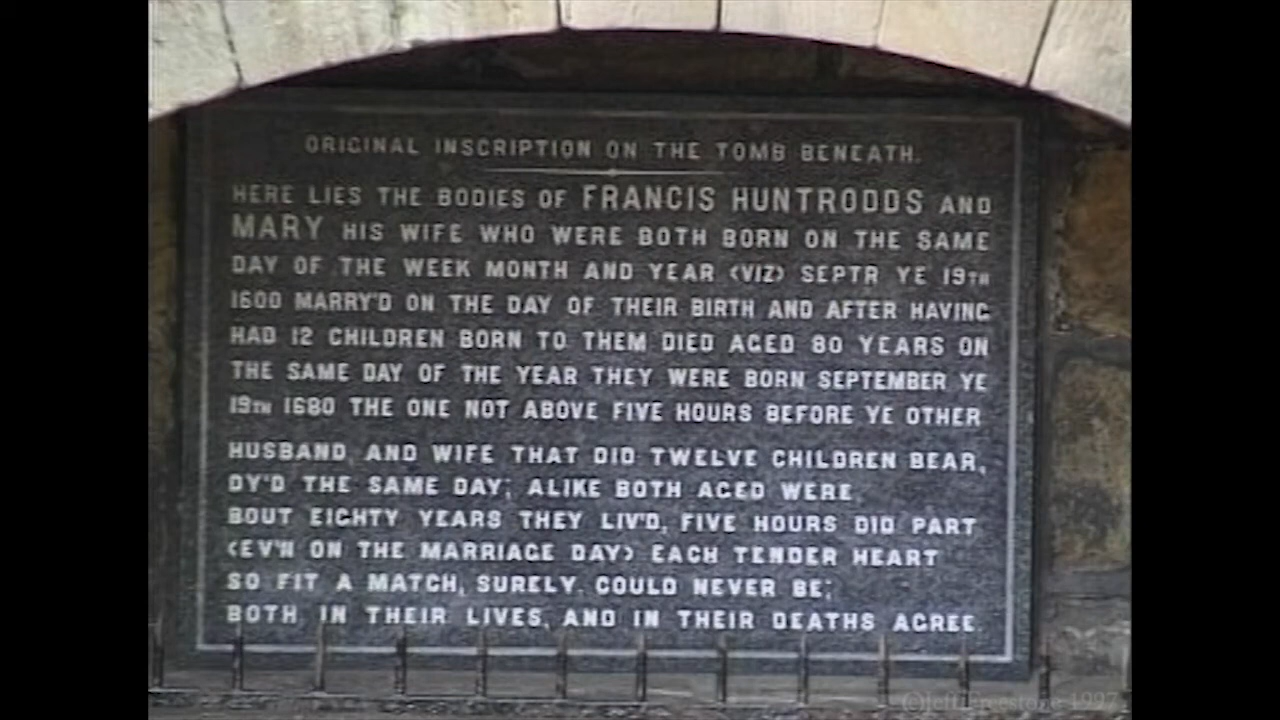 ORIGINAL INSCRIPTION ON THE TOMB BENEATH.
HERE LIES THE BODIES OF FRANCIS HUNTRODDS AND
MARY HIS WIFE WHO WERE BOTH BORN ON THE SAME
DAY OF THE WEEK MONTH AND YEAR (VIZ) SEPTR YE 19TH
1600 MARRY'D ON THE DAY OF THEIR BIRTH AND AFTER HAVING
HAD 12 CHILDREN BORN TO THEM DIED AGED 80 YEARS ON
THE SAME DAY OF THE YEAR THEY WERE BORN SEPTEMBER YE
19TH 1680 THE ONE NOT ABOVE FIVE HOURS BEFORE YE OTHER
HUSBAND AND WIFE THAT DID TWELVE CHILDREN BEAR,
DY'D THE SAME DAY; ALIKE BOTH AGED WERE
BOUT EIGHTY YEARS THEY LIV'D, FIVE HOURS DID PART
(EV'N ON THE MARRIAGE DAY) EACH TENDER HEART
SO FIT A MATCH, SURELY. COULD NEVER BE;
BOTH IN THEIR LIVES, AND IN THEIR DEATHS AGREE.
©Jeff Freestone 1997